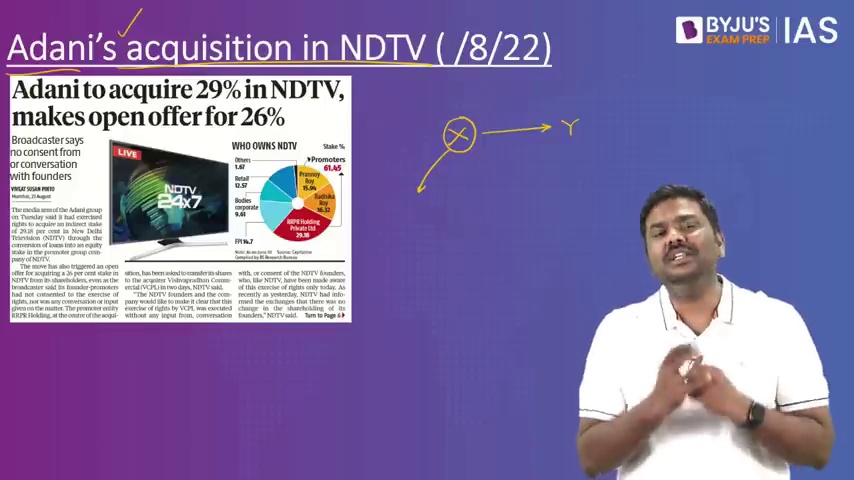 Adani's acquisition in NDTV ( /8/22)
BYJU'S
EXAM PREP
IAS
Adani to acquire 29% in NDTV,
makes open offer for 26%
Broadcaster says
no consent from
or conversation
with founders
VIVEAT SUSAN PINTO
Mumbai, 23 August
The media arm of the Adani group
on Tuesday said it had exercised
rights to acquire an indirect stake
of 29.18 per cent in New Delhi
Television (NDTV) through the
conversion of loans into an equity
stake in the promoter group com-
pany of NDTV.
The move has also triggered an open
offer for acquiring a 26 per cent stake in
NDTV from its shareholders, even as the
broadcaster said its founder-promoters
had not consented to the exercise of
rights, nor was any conversation or input
given on the matter. The promoter entity
RRPR Holding, at the centre of the acqui-
LIVE
NDTV
24x7
WHO OWNS NDTV
Stake %
Others
1.67
Retail
12.57
Bodies
corporate
9.61
FPI 14.7
Promoters
61.45
Prannoy
Roy
15.94
Radhika
Roy
16.32
RRPR Holding
Private Ltd
29.18
Note: As on June 30 Source: Capitaline
Compiled by BS Research Bureau
sition, has been asked to transfer its shares
to the acquirer Vishvapradhan Comme-
rcial (VCPL) in two days, NDTV said.
"The NDTV founders and the com-
pany would like to make it clear that this
exercise of rights by VCPL was executed
without any input from, conversation
with, or consent of the NDTV founders,
who, like NDTV, have been made aware
of this exercise of rights only today. As
recently as yesterday, NDTV had infor-
med the exchanges that there was no
change in the shareholding of its
founders," NDTV said.
Turn to Page 6
X
Y